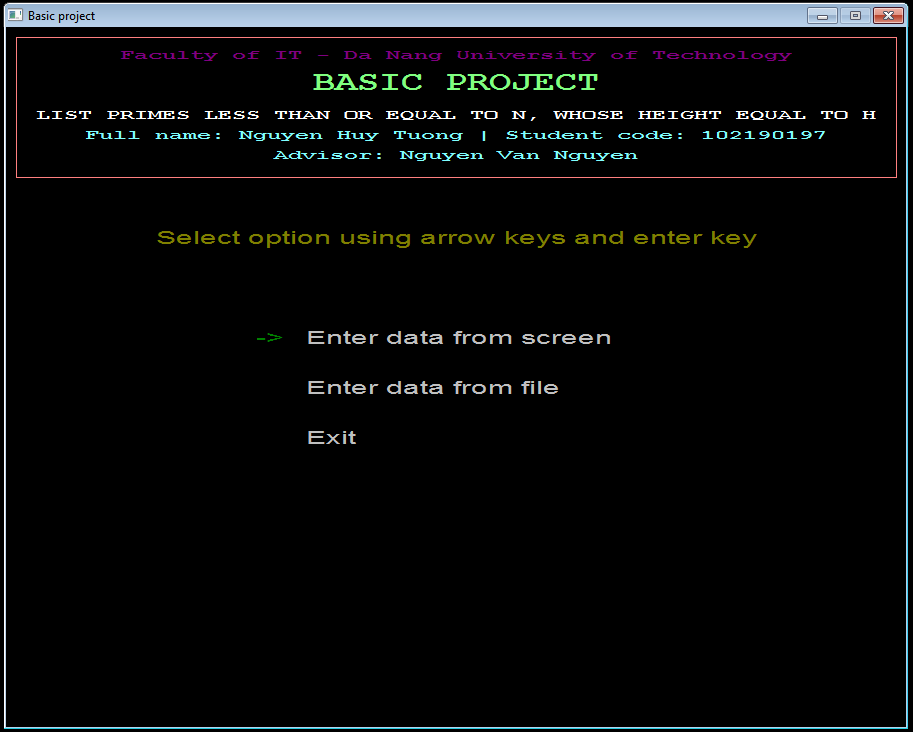 Basic project
Faculty of IT - Da Nang University of Technology
BASIC PROJECT
LIST PRIMES LESS THAN OR EQUAL TO N, WHOSE HEIGHT EQUAL TO H
Full name: Nguyen Huy Tuong | Student code: 102190197
Advisor: Nguyen Van Nguyen
Select option using arrow keys and enter key
-> Enter data from screen
Enter data from file
Exit